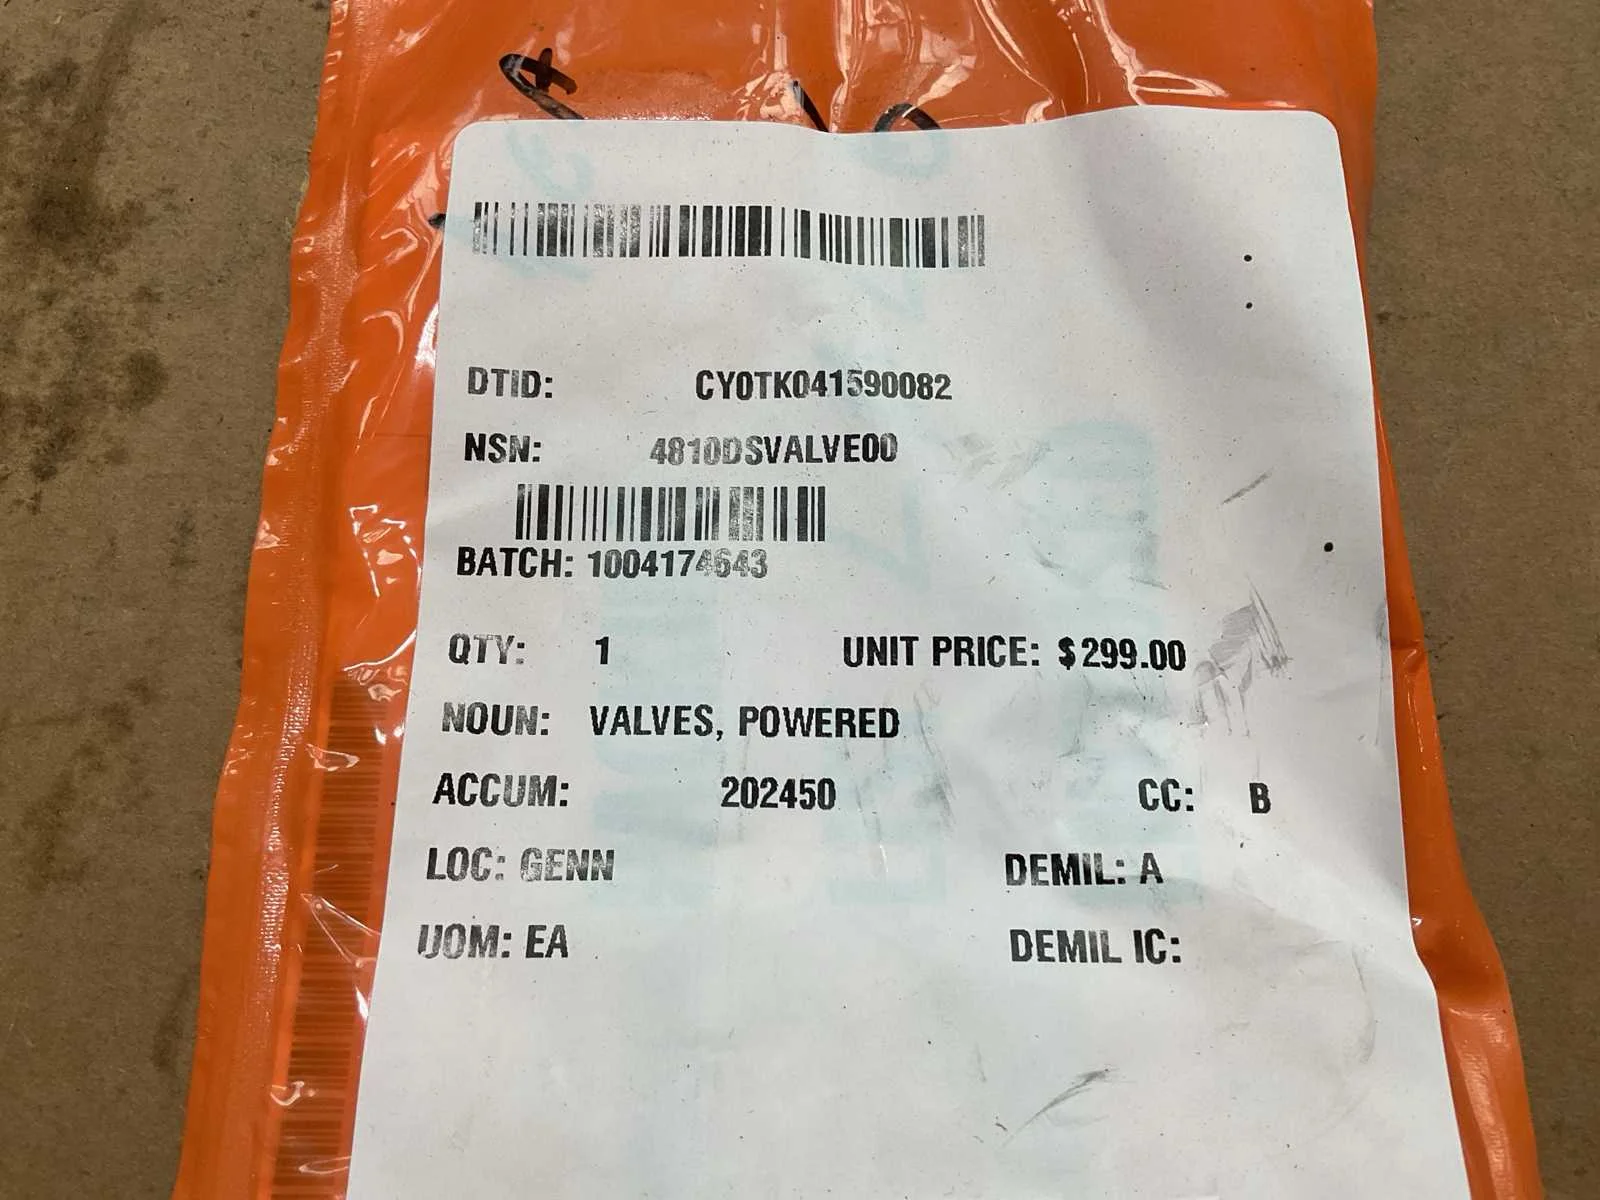 DTID: CY0TK041590082
NSN: 4810DSVALVE00
BATCH: 1004174643
QTY: 1 UNIT PRICE: $299.00
NOUN: VALVES, POWERED
ACCUM: 202450 CC: B
LOC: GENN DEMIL: A
UOM: EA DEMIL IC: